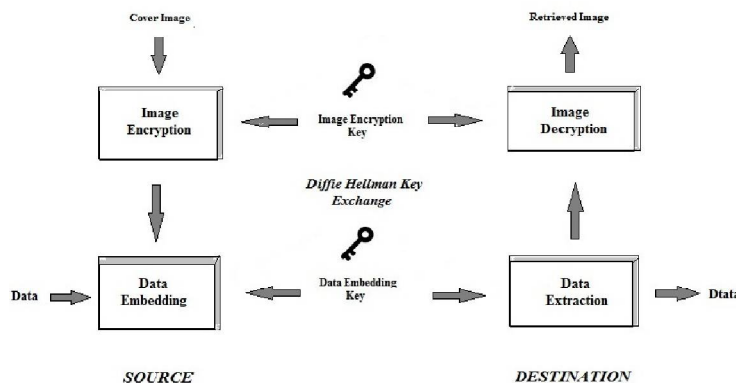 Cover Image
Retrieved Image
Image
Encryption
Image Encryption
Key
Image
Decryption
Diffie Hellman Key
Exchange
Data
Data
Embedding
Data Embedding
Key
Data
Extraction
Dtata
SOURCE
DESTINATION